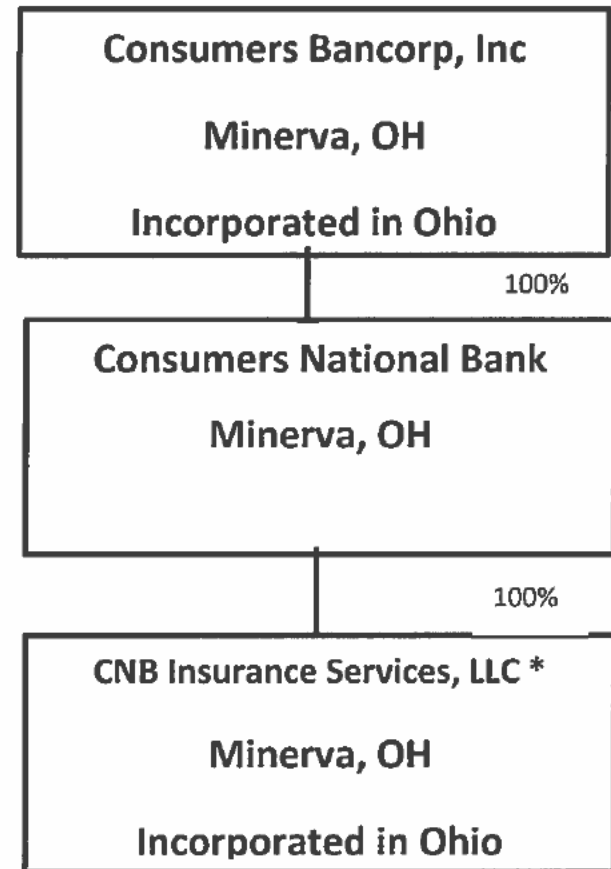 Consumers Bancorp, Inc
Minerva, OH
Incorporated in Ohio
100%
Consumers National Bank
Minerva, OH
100%
CNB Insurance Services, LLC *
Minerva, OH
Incorporated in Ohio